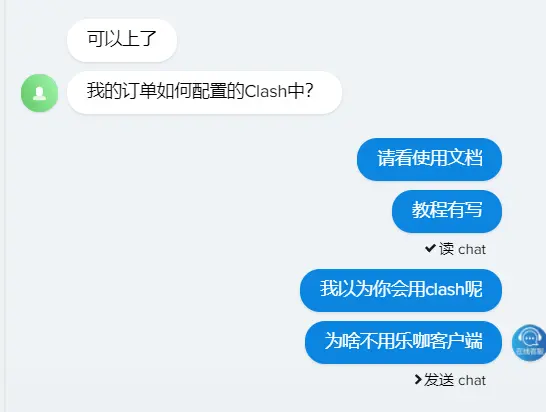 可以上了
我的订单如何配置的Clash中?
请看使用文档
教程有写
读 chat
我以为你会用clash呢
为啥不用乐咖客户端
在线客服
发送 chat